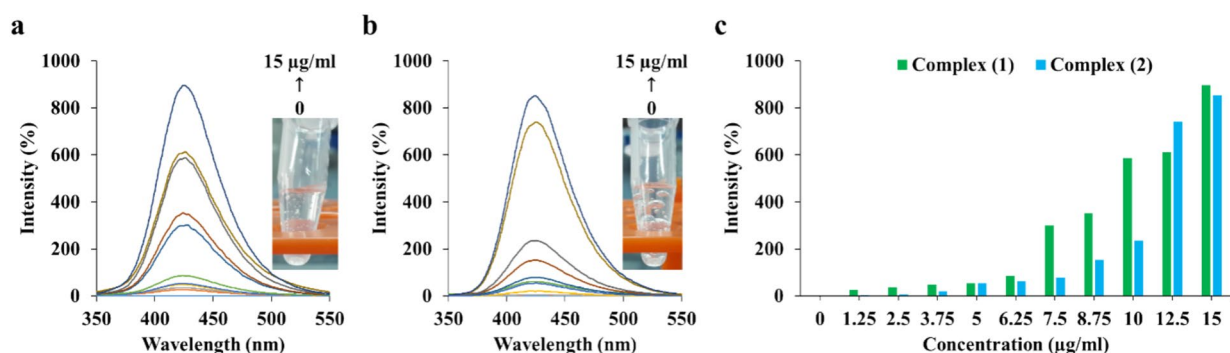 a
1000
800
600
400
200
0
Intensity (%)
350 400 450 500 550
Wavelength (nm)
15 µg/ml
↑
0
b
1000
800
600
400
200
0
Intensity (%)
350 400 450 500 550
Wavelength (nm)
15 µg/ml
↑
0
c
1000
800
600
400
200
0
Intensity (%)
Complex (1) Complex (2)
0 1.25 2.5 3.75 5 6.25 7.5 8.75 10 12.5 15
Concentration (µg/ml)